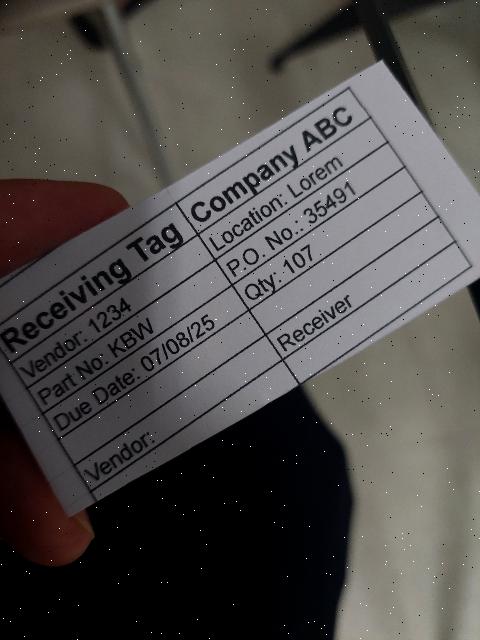 Receiving Tag Company ABC
Vendor: 1234 Location: Lorem
Part No: KBW P.O. No.: 35491
Due Date: 07/08/25 Qty: 107
Vendor: Receiver